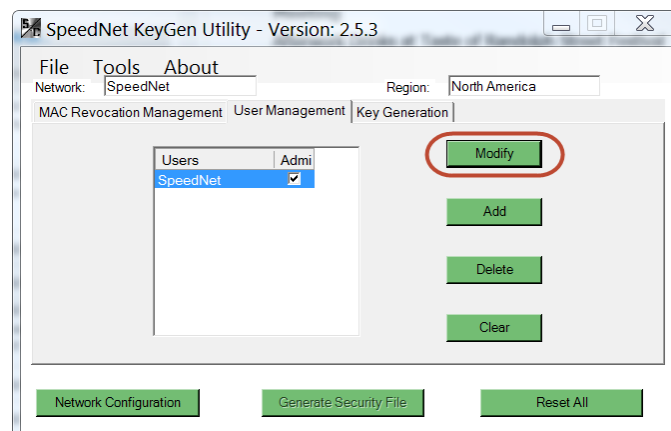 SpeedNet KeyGen Utility - Version: 2.5.3
File Tools About
Network: SpeedNet Region: North America
MAC Revocation Management User Management Key Generation
Users Admi
SpeedNet
Modify
Add
Delete
Clear
Network Configuration Generate Security File Reset All